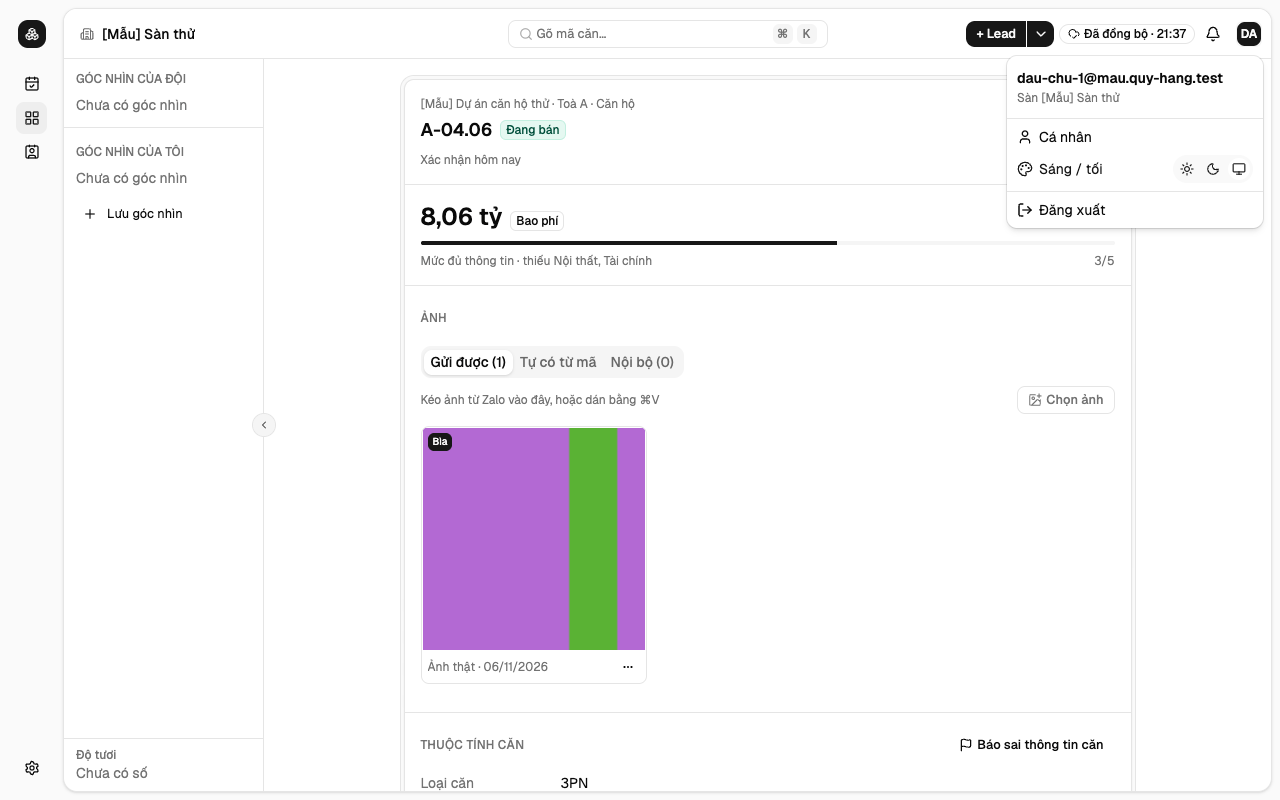 [Mẫu] Sàn thử
Gõ mã căn...
⌘ K
+ Lead
Đã đồng bộ · 21:37
DA
GÓC NHÌN CỦA ĐỘI
Chưa có góc nhìn
GÓC NHÌN CỦA TÔI
Chưa có góc nhìn
Lưu góc nhìn
Độ tươi
Chưa có số
[Mẫu] Dự án căn hộ thử · Toà A · Căn hộ
A-04.06 Đang bán
Xác nhận hôm nay
8,06 tỷ Bao phí
Mức đủ thông tin · thiếu Nội thất, Tài chính 3/5
ẢNH
Gửi được (1) Tự có từ mã Nội bộ (0)
Kéo ảnh từ Zalo vào đây, hoặc dán bằng ⌘V
Chọn ảnh
Bìa
Ảnh thật · 06/11/2026
THUỘC TÍNH CĂN
Báo sai thông tin căn
Loại căn 3PN
dau-chu-1@mau.quy-hang.test
Sàn [Mẫu] Sàn thử
Cá nhân
Sáng / tối
Đăng xuất